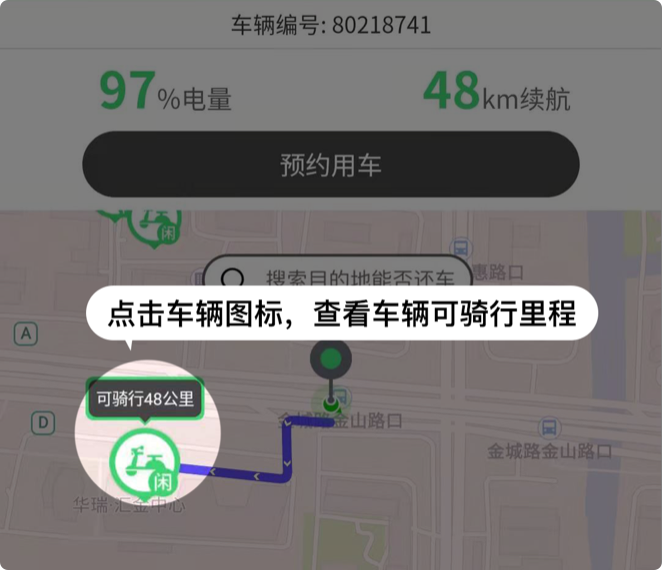 车辆编号: 80218741
97%电量
48km续航
预约用车
闲
搜索目的地能否还车
惠路口
点击车辆图标，查看车辆可骑行里程
A
可骑行48公里
D
金城路金山路口
金城路金山路口
闲
华瑞·汇金中心